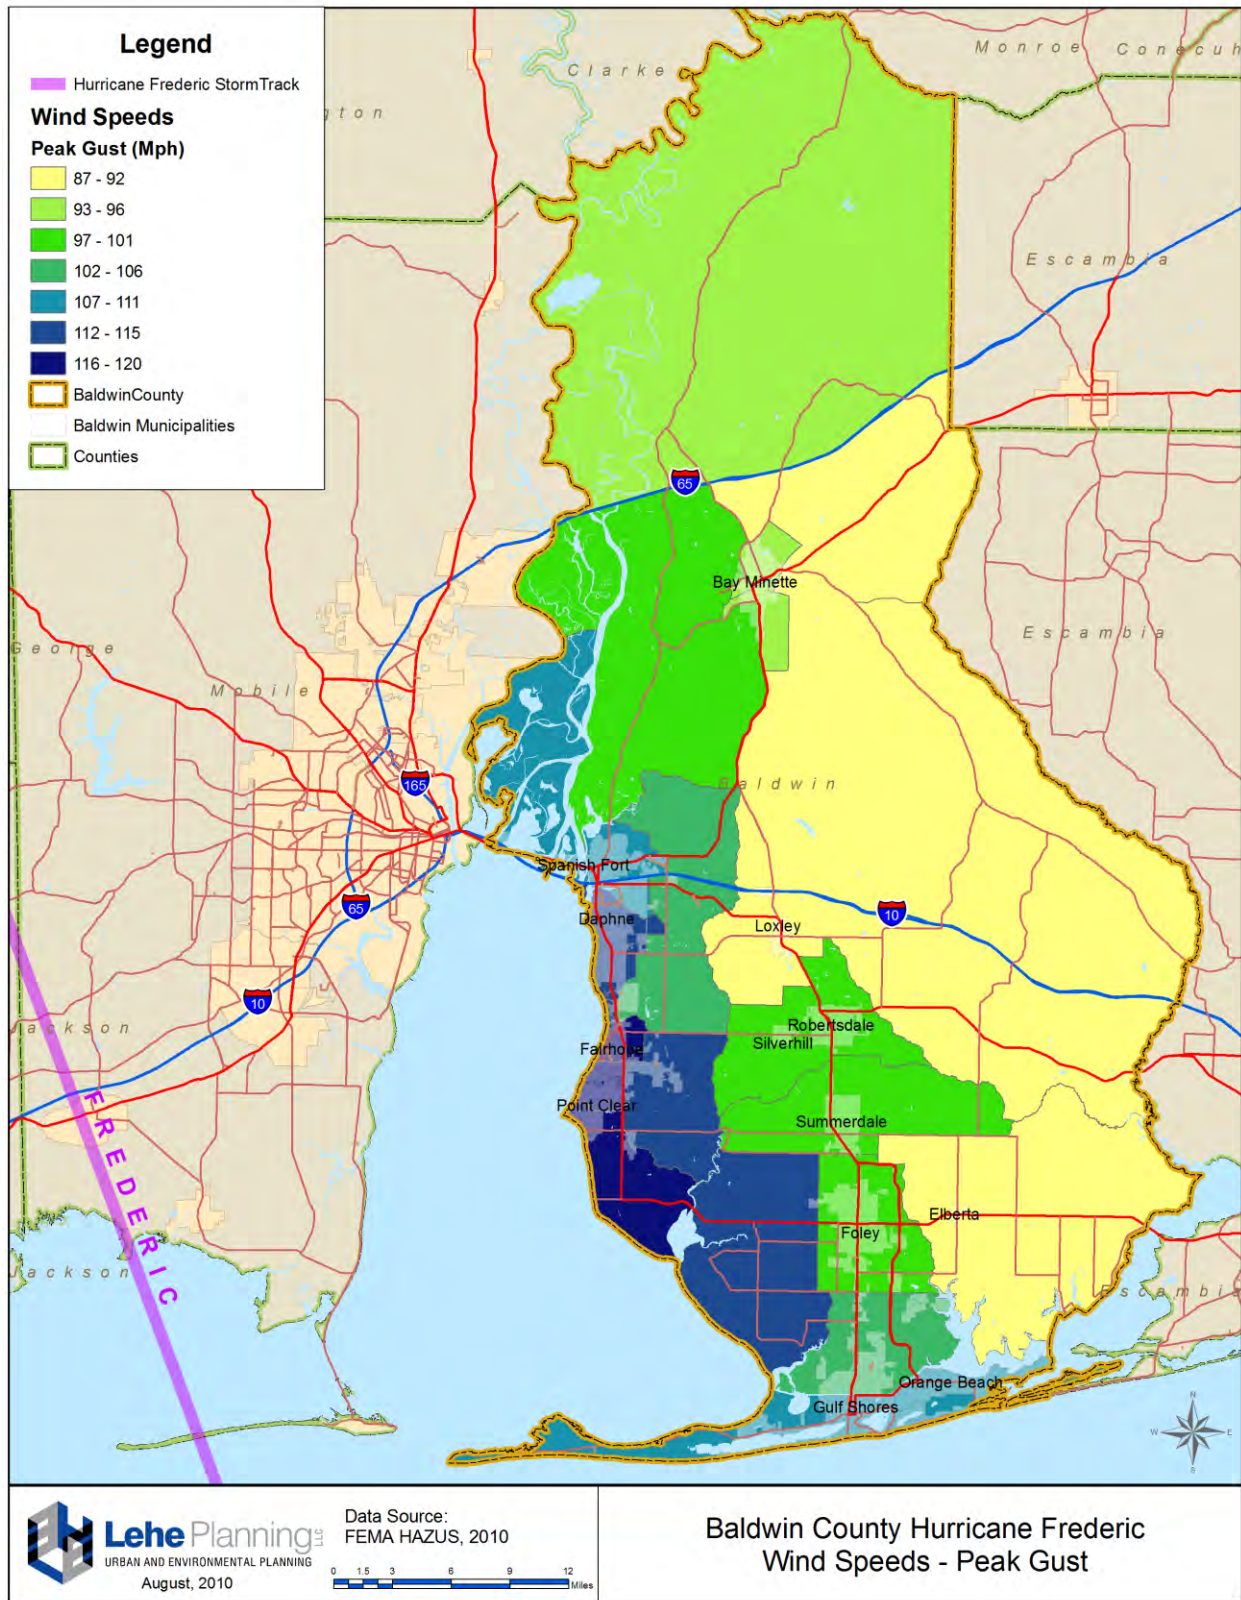 Legend
Hurricane Frederic StormTrack
Wind Speeds
Peak Gust (Mph)
87 - 92
93 - 96
97 - 101
102 - 106
107 - 111
112 - 115
116 - 120
BaldwinCounty
Baldwin Municipalities
Counties
Clarke
Monroe
Conecuh
gton
Escambia
65
Bay Minette
Escambia
George
Mobile
165
Baldwin
Spanish Fort
65
Daphne
Loxley
10
10
Jackson
Robertsdale
Silverhill
Fairhope
Point Clear
Summerdale
FREDERIC
Elberta
Foley
Jackson
Escambia
Orange Beach
Gulf Shores
N
W
E
S
Lehe Planning LLC
URBAN AND ENVIRONMENTAL PLANNING
August, 2010
Data Source:
FEMA HAZUS, 2010
0 1.5 3 6 9 12
Miles
Baldwin County Hurricane Frederic
Wind Speeds - Peak Gust